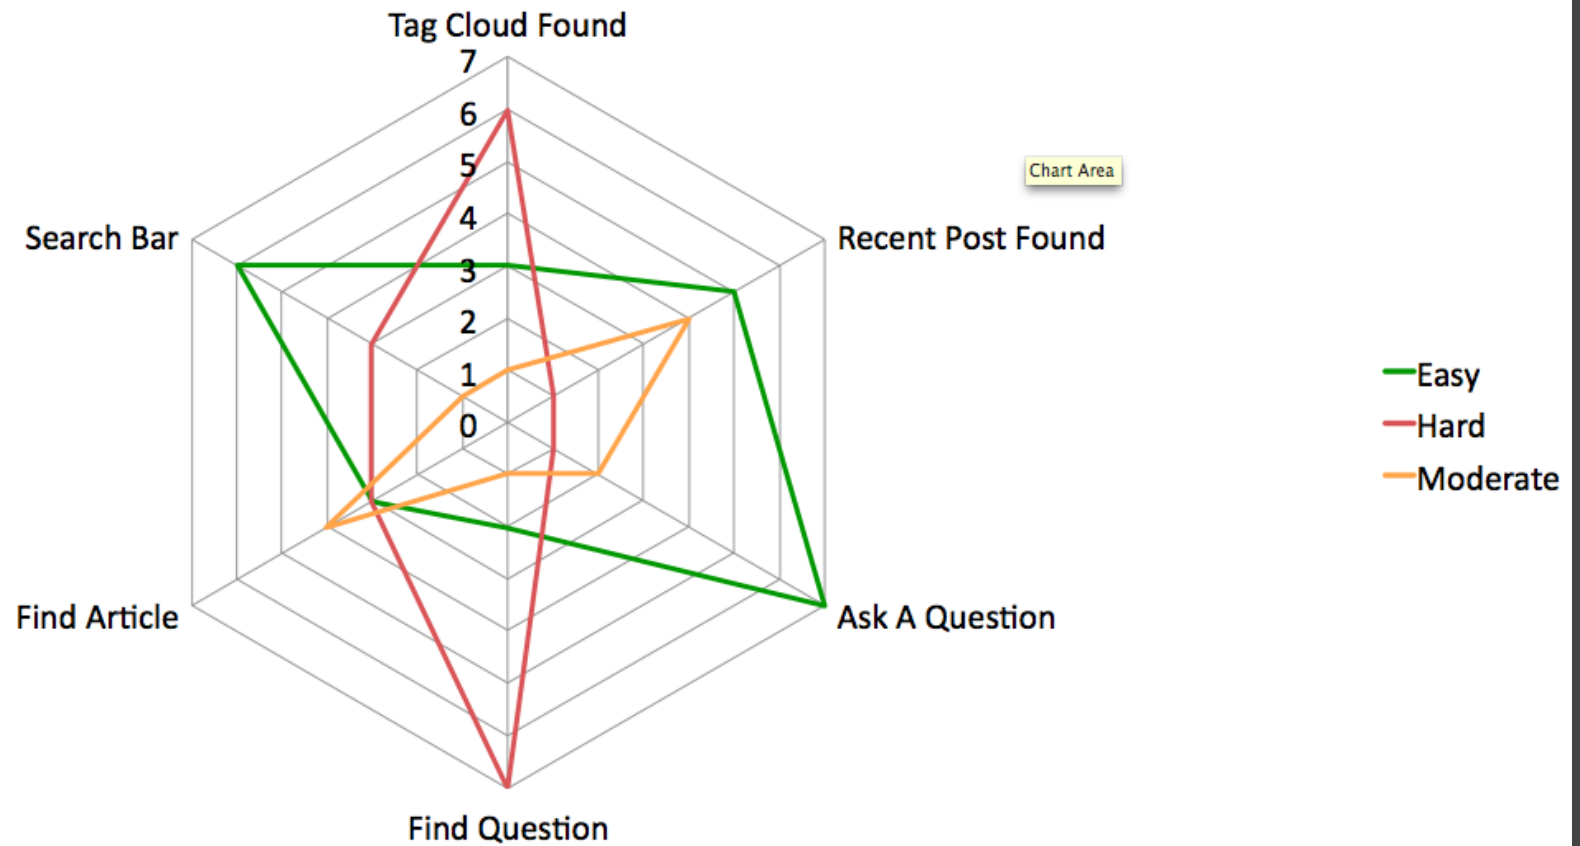 Tag Cloud Found
7
6
5
4
3
2
1
0
Chart Area
Search Bar
Recent Post Found
Easy
Hard
Moderate
Find Article
Ask A Question
Find Question